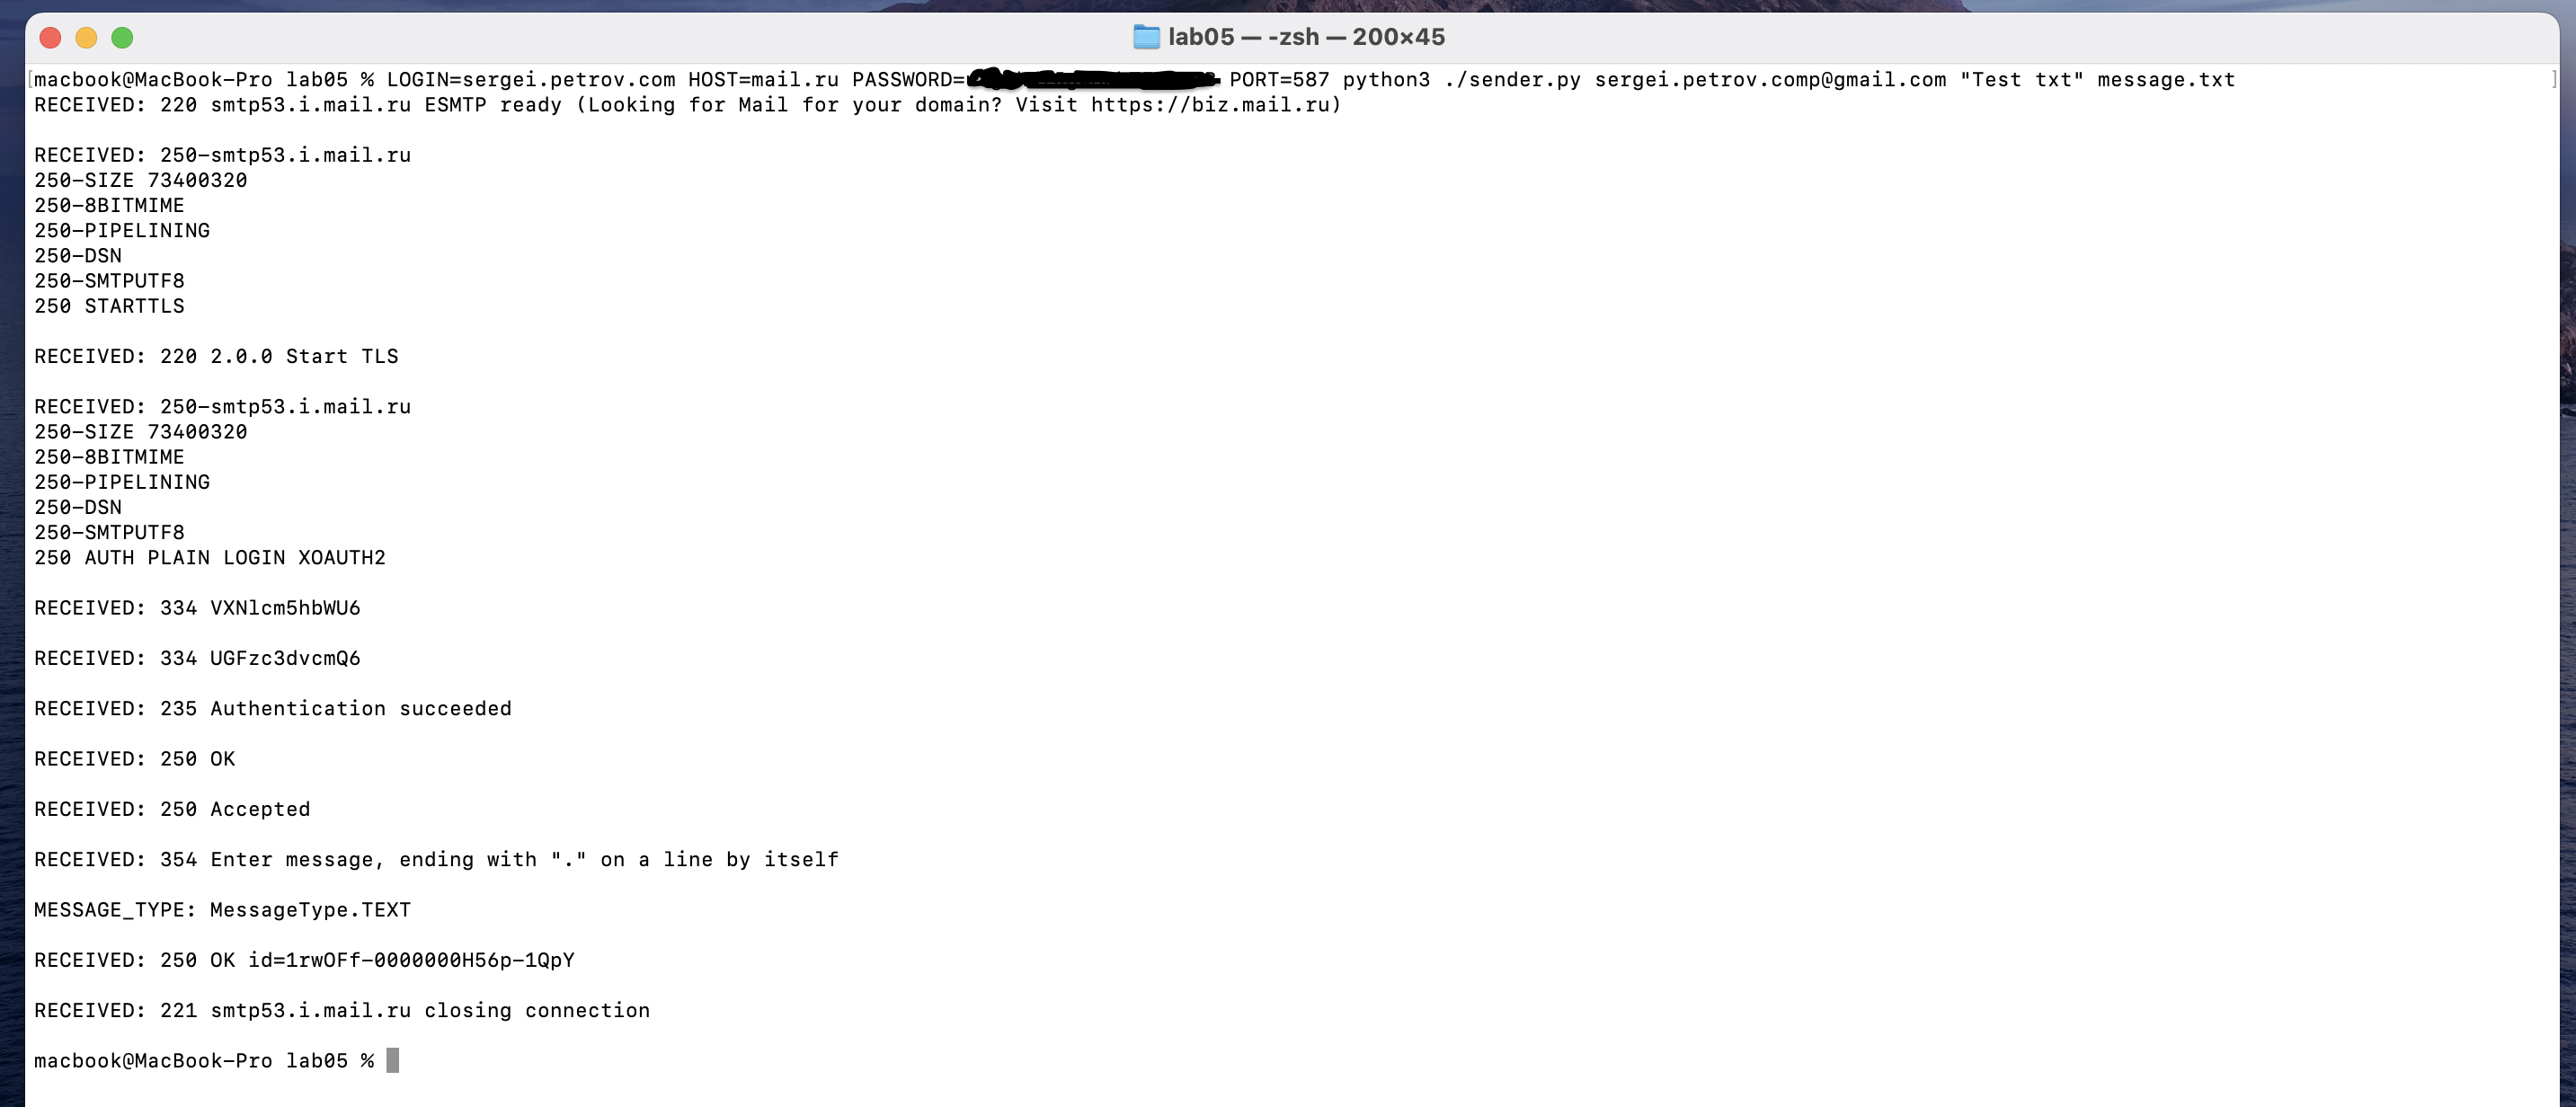 lab05 — -zsh — 200×45
macbook@MacBook-Pro lab05 % LOGIN=sergei.petrov.com HOST=mail.ru PASSWORD= PORT=587 python3 ./sender.py sergei.petrov.comp@gmail.com "Test txt" message.txt
RECEIVED: 220 smtp53.i.mail.ru ESMTP ready (Looking for Mail for your domain? Visit https://biz.mail.ru)
RECEIVED: 250-smtp53.i.mail.ru
250-SIZE 73400320
250-8BITMIME
250-PIPELINING
250-DSN
250-SMTPUTF8
250 STARTTLS
RECEIVED: 220 2.0.0 Start TLS
RECEIVED: 250-smtp53.i.mail.ru
250-SIZE 73400320
250-8BITMIME
250-PIPELINING
250-DSN
250-SMTPUTF8
250 AUTH PLAIN LOGIN XOAUTH2
RECEIVED: 334 VXNlcm5hbWU6
RECEIVED: 334 UGFzc3dvcmQ6
RECEIVED: 235 Authentication succeeded
RECEIVED: 250 OK
RECEIVED: 250 Accepted
RECEIVED: 354 Enter message, ending with "." on a line by itself
MESSAGE_TYPE: MessageType.TEXT
RECEIVED: 250 OK id=1rwOFf-0000000H56p-1QpY
RECEIVED: 221 smtp53.i.mail.ru closing connection
macbook@MacBook-Pro lab05 %